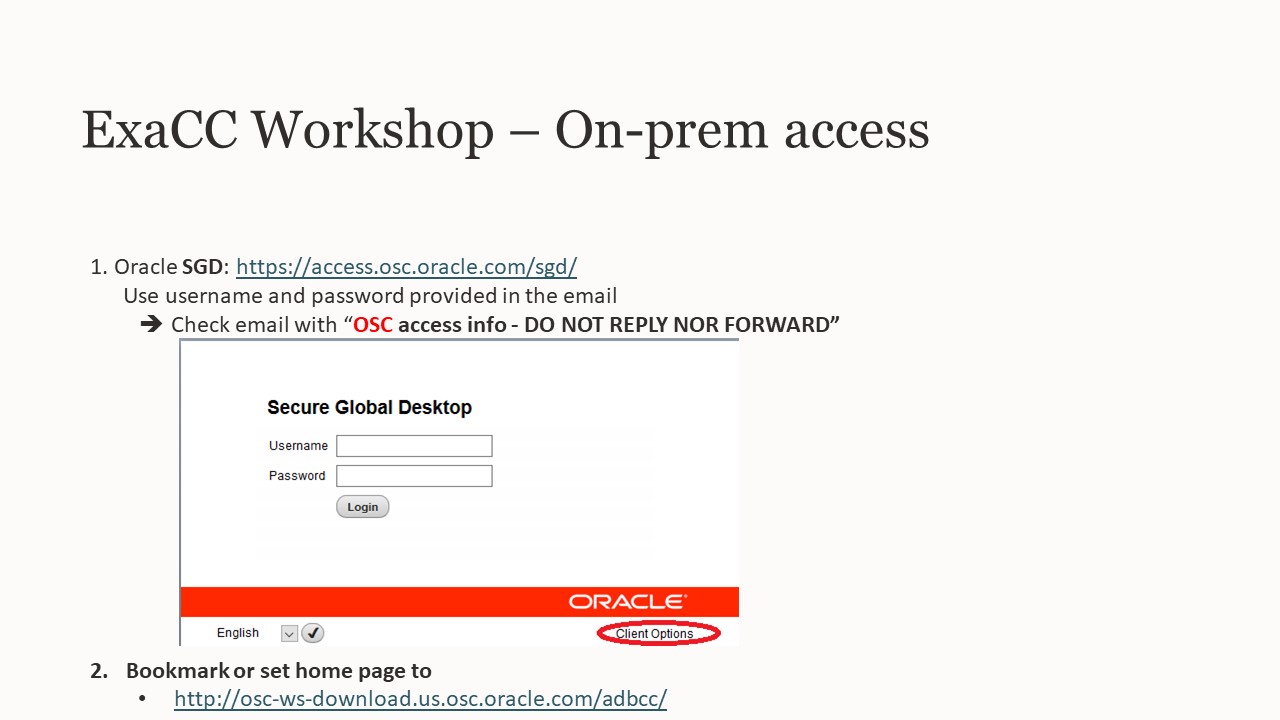 ExaCC Workshop – On-prem access
1. Oracle SGD: https://access.osc.oracle.com/sgd/
Use username and password provided in the email
➔ Check email with “OSC access info - DO NOT REPLY NOR FORWARD”
Secure Global Desktop
Username
Password
Login
ORACLE
English
Client Options
2. Bookmark or set home page to
• http://osc-ws-download.us.osc.oracle.com/adbcc/